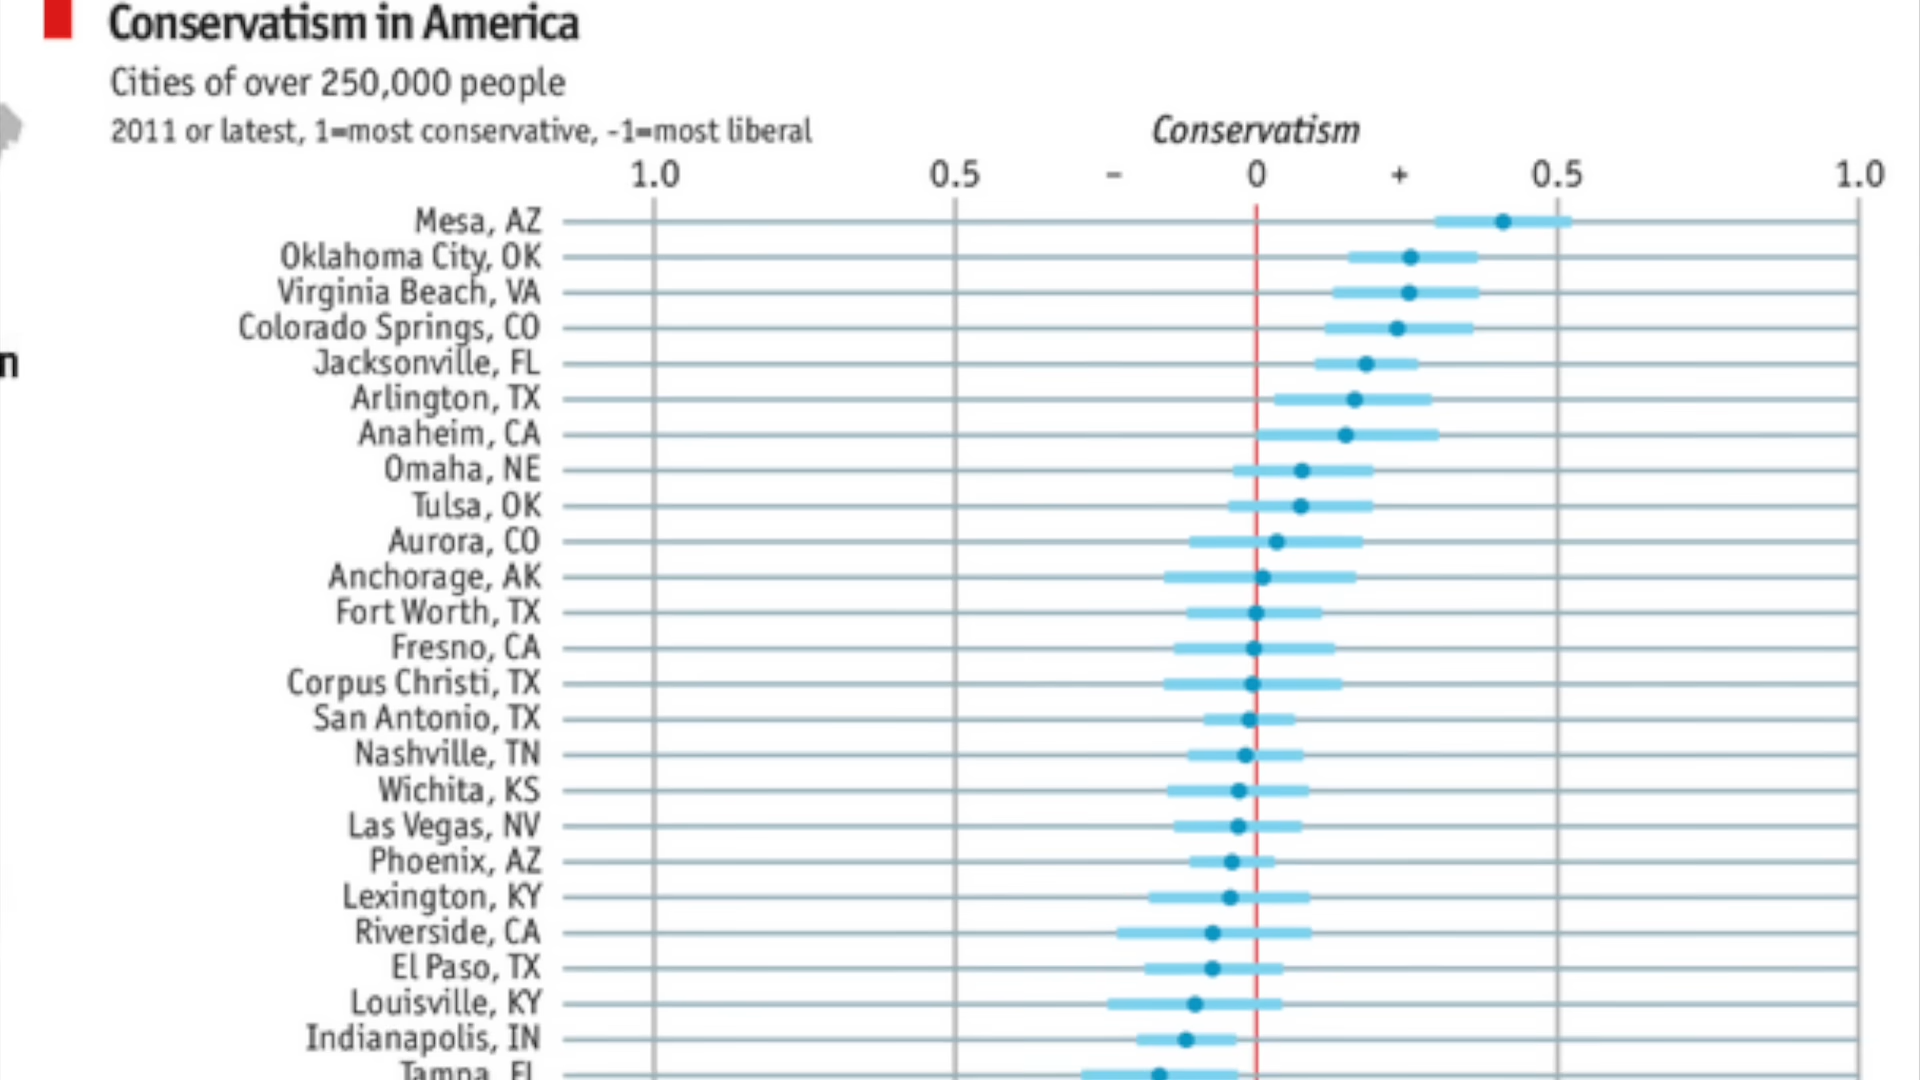 Conservatism in America
Cities of over 250,000 people
2011 or latest, 1=most conservative, -1=most liberal
Conservatism
1.0 0.5 - 0 + 0.5 1.0
Mesa, AZ
Oklahoma City, OK
Virginia Beach, VA
Colorado Springs, CO
n
Jacksonville, FL
Arlington, TX
Anaheim, CA
Omaha, NE
Tulsa, OK
Aurora, CO
Anchorage, AK
Fort Worth, TX
Fresno, CA
Corpus Christi, TX
San Antonio, TX
Nashville, TN
Wichita, KS
Las Vegas, NV
Phoenix, AZ
Lexington, KY
Riverside, CA
El Paso, TX
Louisville, KY
Indianapolis, IN
Tampa, FL